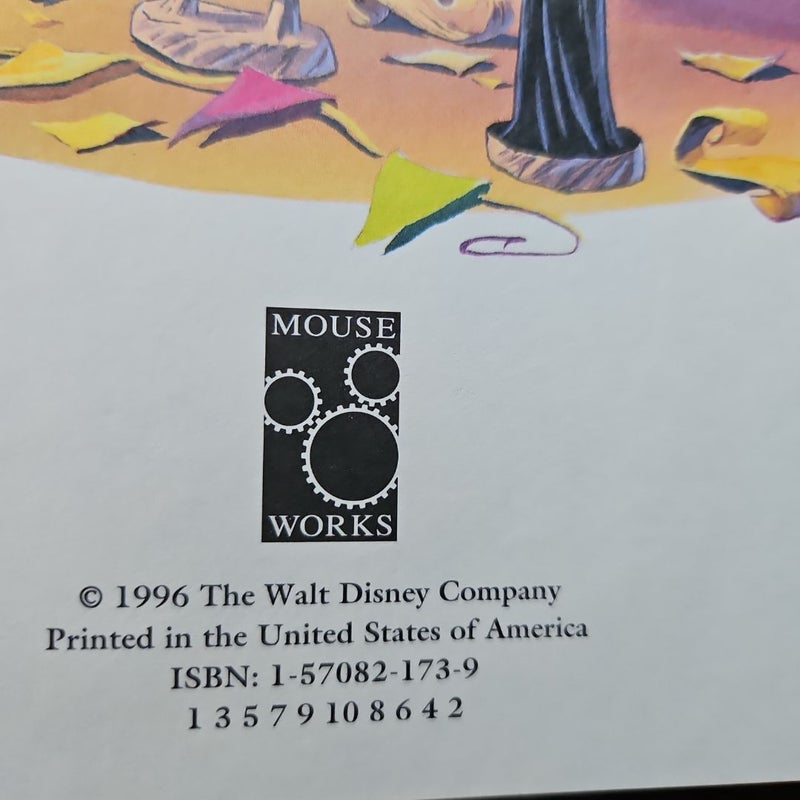 MOUSE
WORKS
© 1996 The Walt Disney Company
Printed in the United States of America
ISBN: 1-57082-173-9
1 3 5 7 9 10 8 6 4 2